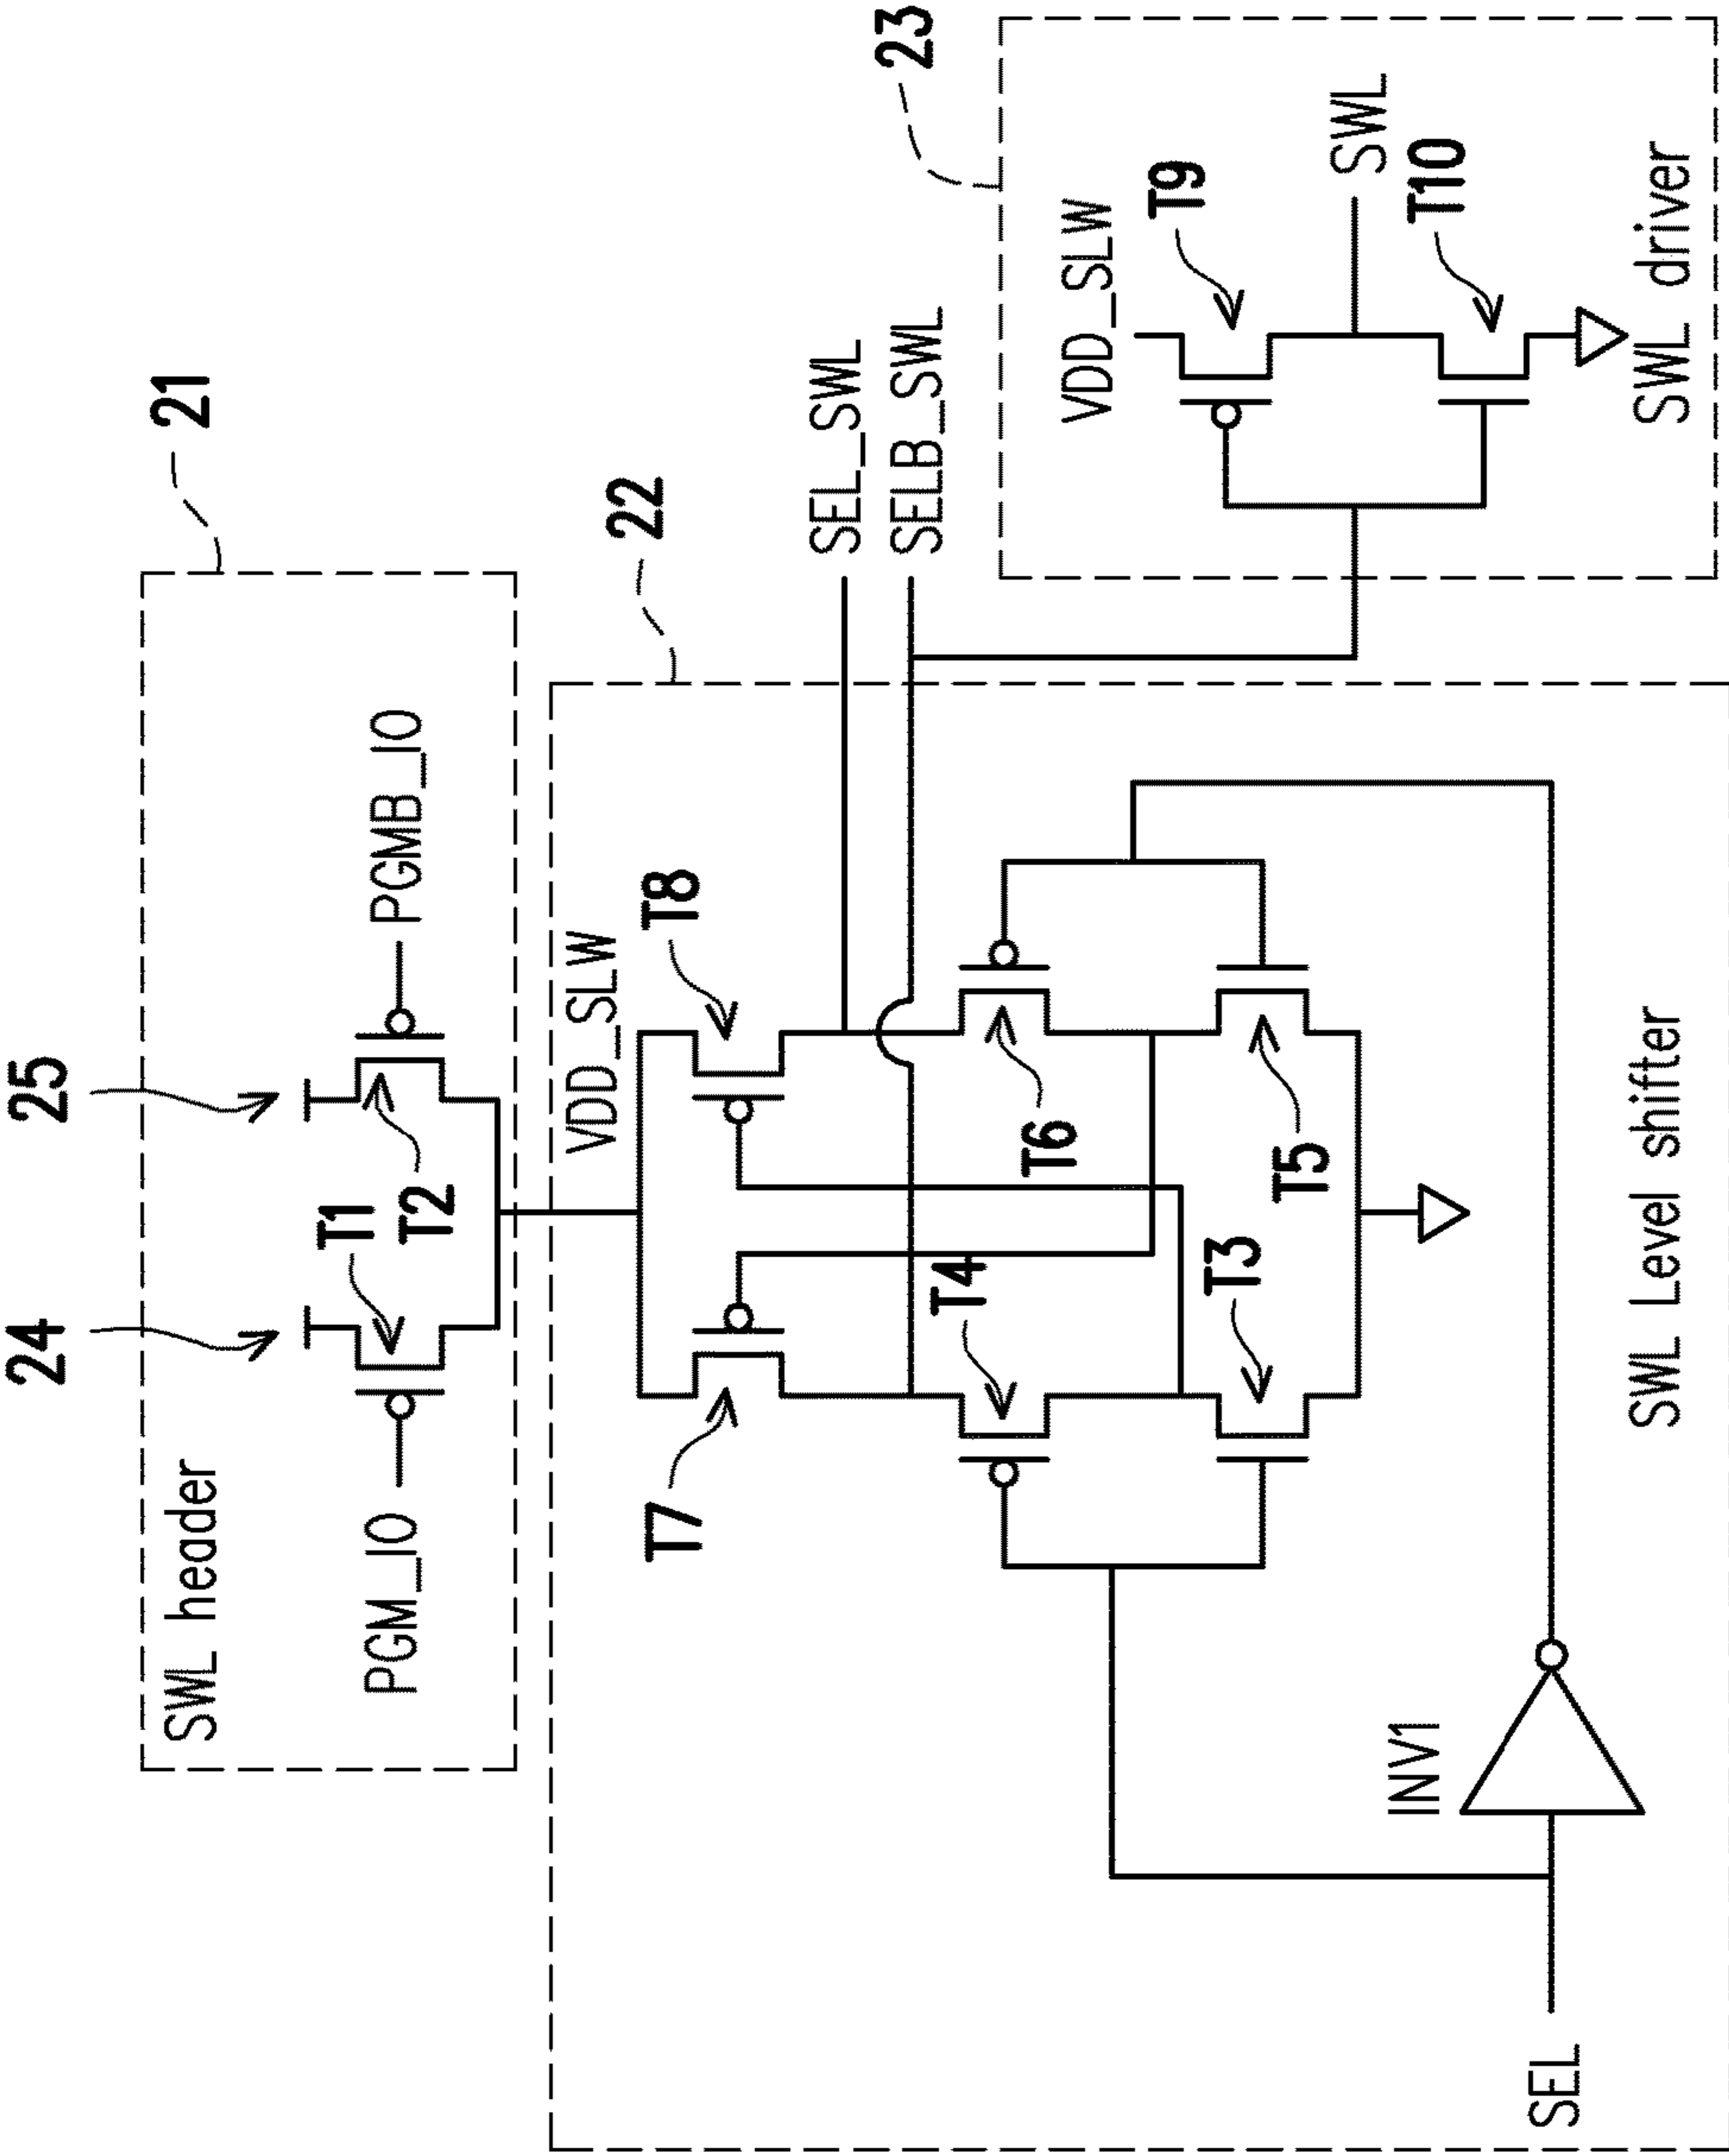 24
25
21
SWL header
T1
T2
PGM_IO
PGMB_IO
22
VDD_SLW
T7
T8
SEL_SWL
SELB_SWL
23
T4
T6
VDD_SLW
T9
T3
T5
SWL
T10
INV1
SEL
SWL Level shifter
SWL driver